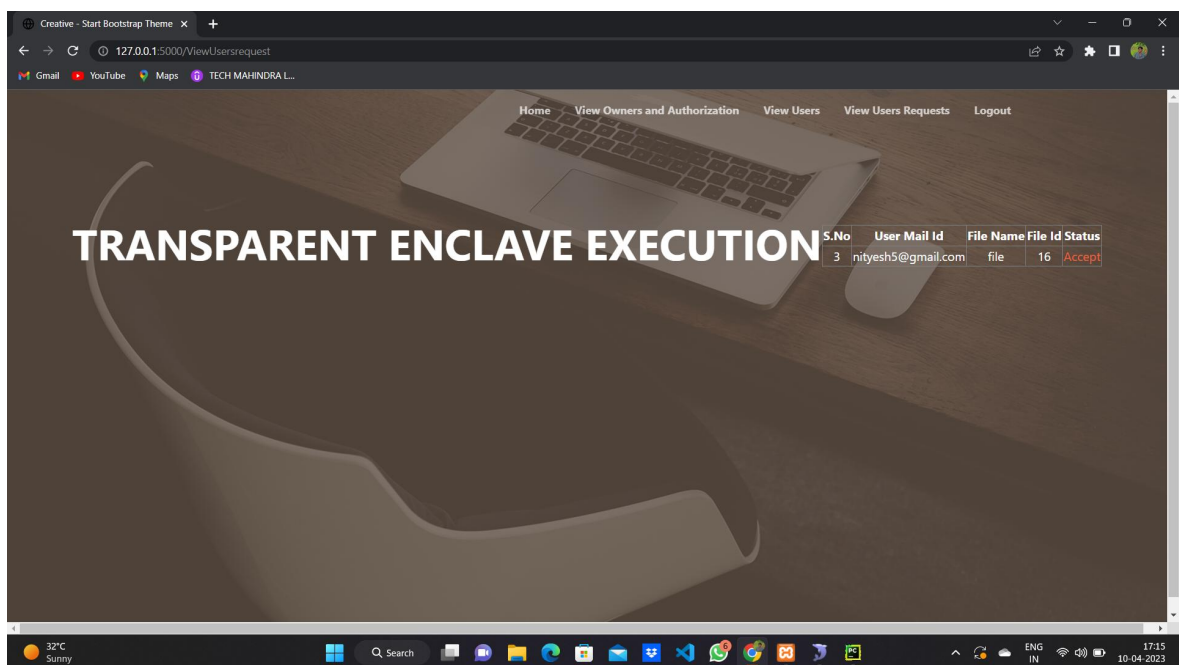 Creative - Start Bootstrap Theme
127.0.0.1:5000/ViewUsersrequest
Gmail YouTube Maps TECH MAHINDRA L...
Home View Owners and Authorization View Users View Users Requests Logout
TRANSPARENT ENCLAVE EXECUTION
S.No User Mail Id File Name File Id Status
3 nityesh5@gmail.com file 16 Accept
32°C
Sunny
Search
6
PC
ENG
IN
17:15
10-04-2023